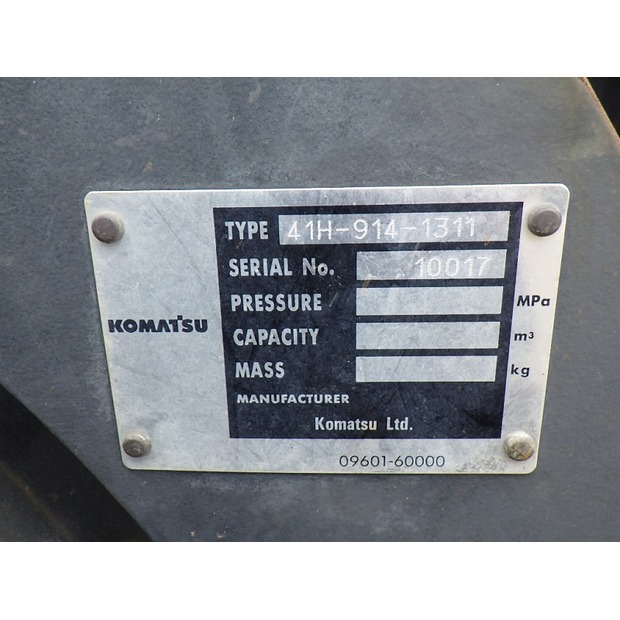 TYPE 41H-914-1311
SERIAL No. 10017
PRESSURE MPa
KOMATSU
CAPACITY m³
MASS kg
MANUFACTURER
Komatsu Ltd.
09601-60000